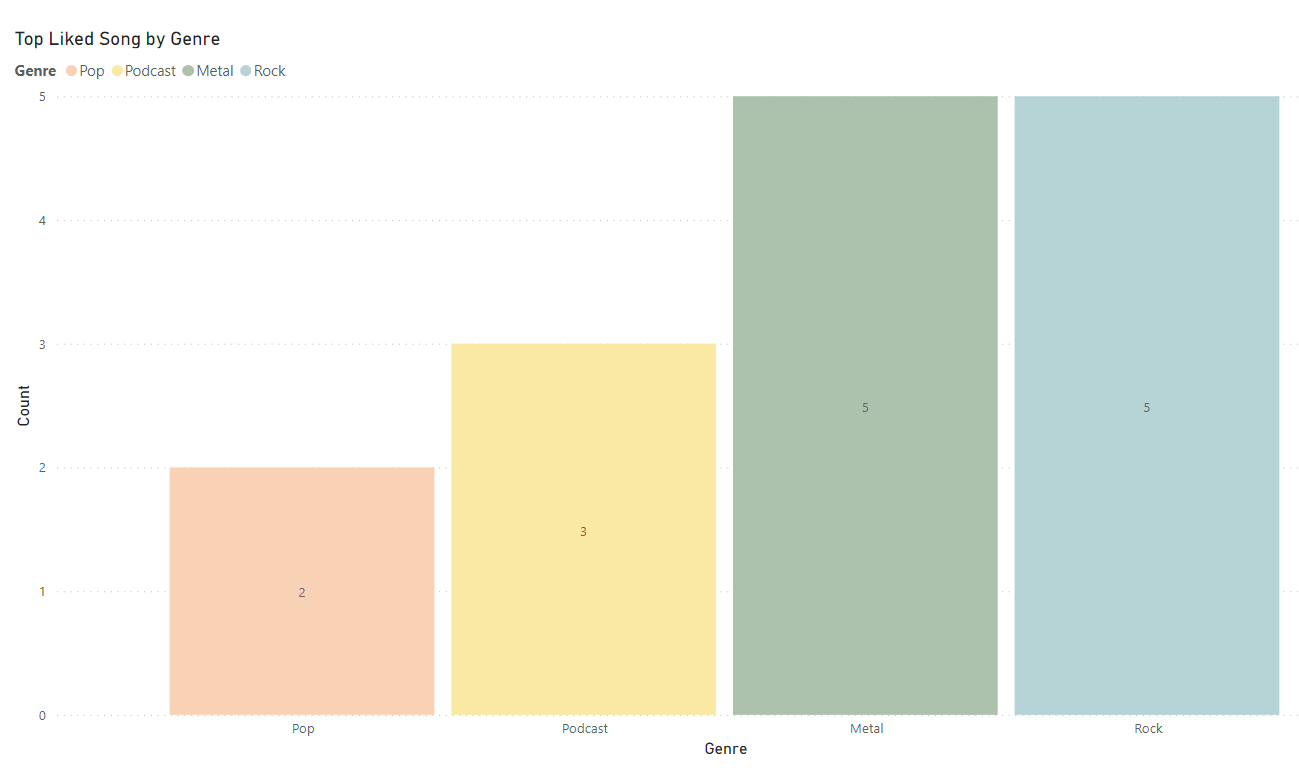 Top Liked Song by Genre
Genre Pop Podcast Metal Rock
5
4
3
2
1
0
Count
2
3
5
5
Pop Podcast Metal Rock
Genre